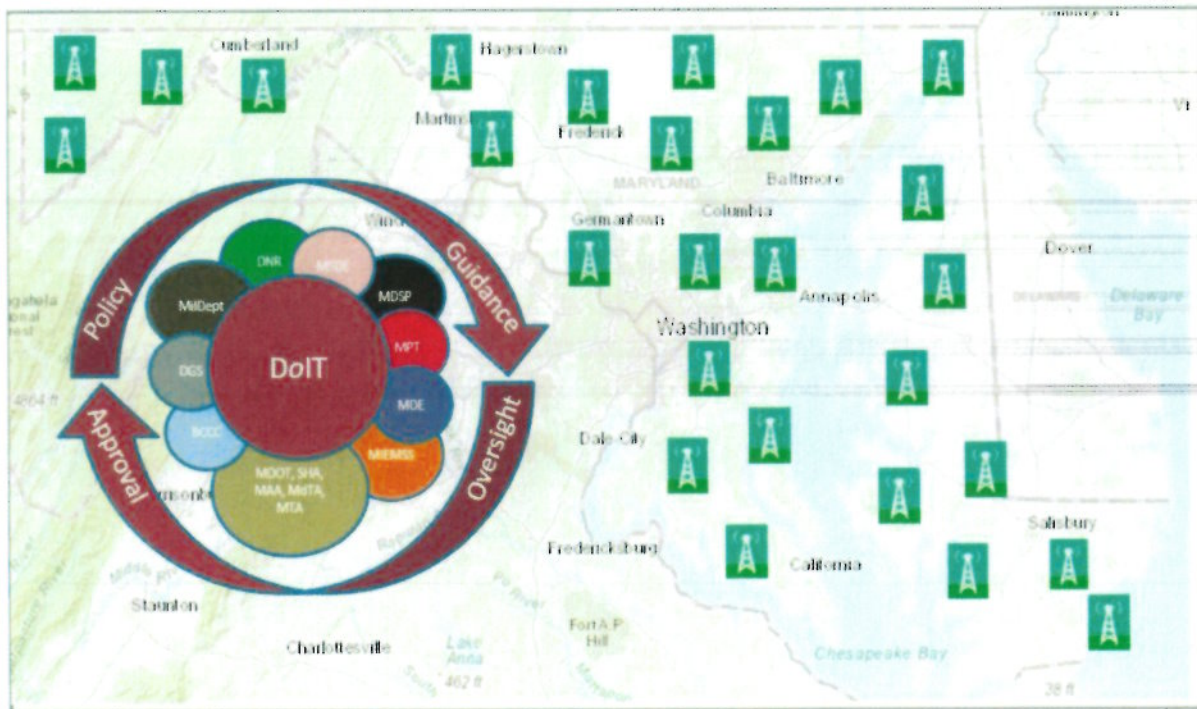 Cumberland
Hagerstown
Frederick
MARYLAND
Baltimore
Columbia
Germantown
Annapolis
Dover
Delaware
Bay
Washington
Policy
Guidance
DNR
MilDept
MDSP
MPT
DGS
DoIT
MDE
MIEMSS
MDOT, SHA,
MAA, MdTA,
MTA
Approval
Oversight
4864 ft
Dale City
Fredericksburg
California
Salisbury
Staunton
Charlottesville
Lake
Anna
462 ft
Fort A P
Hill
Chesapeake Bay
38 ft